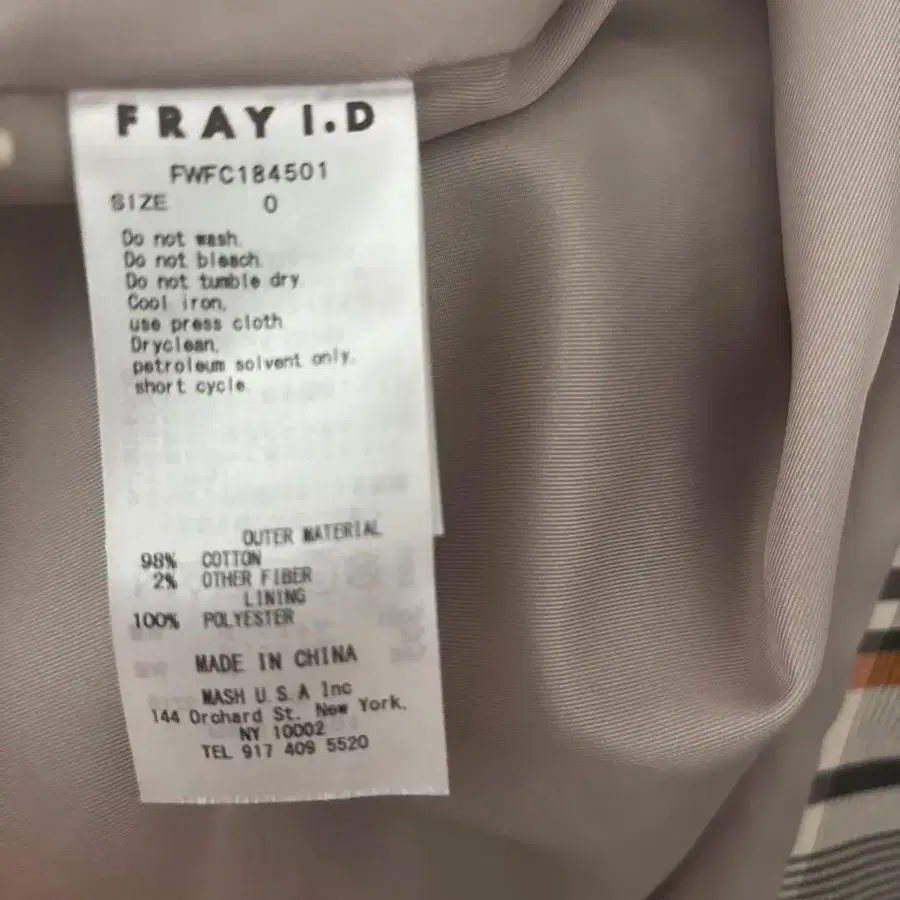 FRAY I.D
FWFC184501
SIZE 0
Do not wash.
Do not bleach.
Do not tumble dry.
Cool iron,
use press cloth.
Dryclean,
petroleum solvent only,
short cycle.
OUTER MATERIAL
98% COTTON
2% OTHER FIBER
LINING
100% POLYESTER
MADE IN CHINA
MASH U.S.A Inc
144 Orchard St. New York,
NY 10002
TEL 917 409 5520